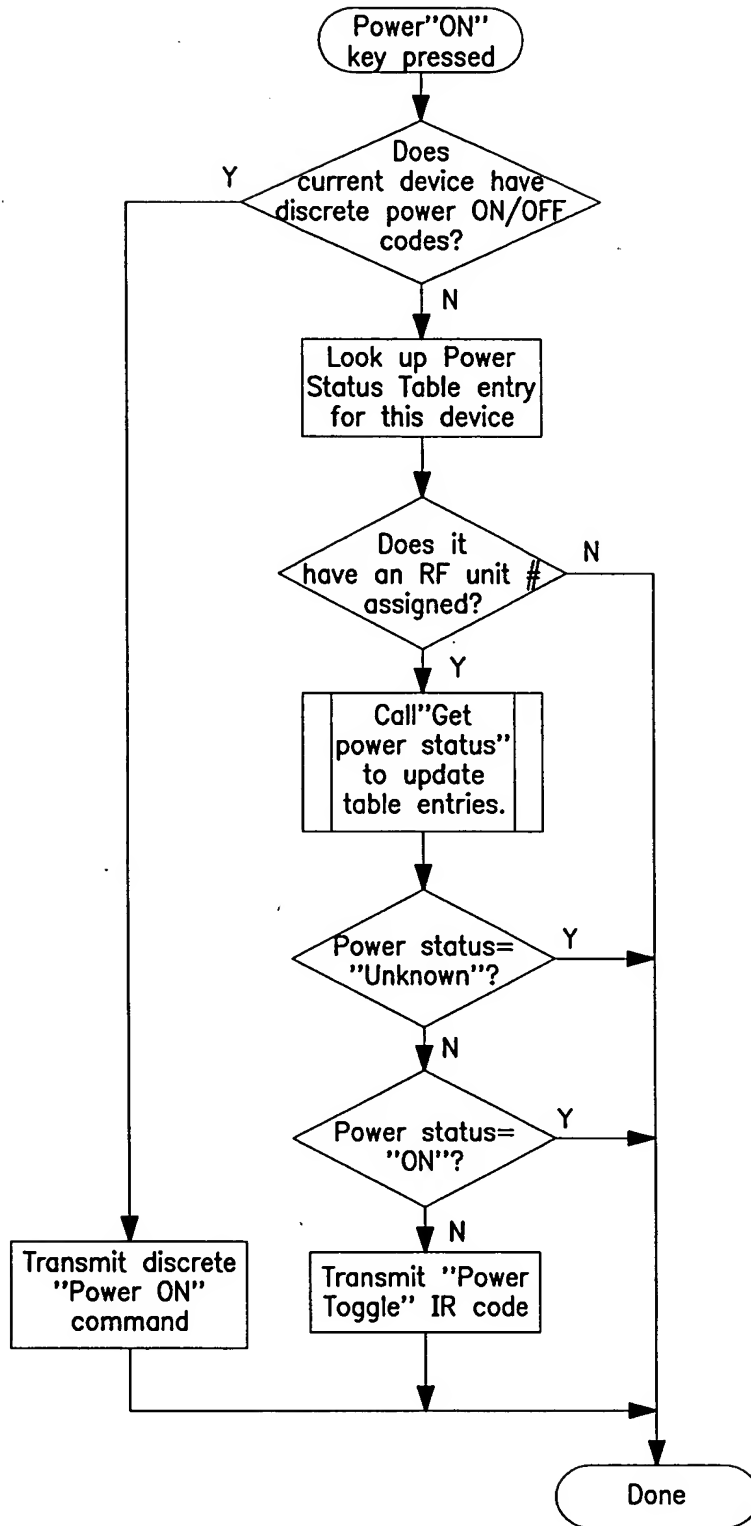 Power"ON"
key pressed
Does
current device have
discrete power ON/OFF
codes?
Y
N
Look up Power
Status Table entry
for this device
Does it
have an RF unit #
assigned?
N
Y
Call"Get
power status"
to update
table entries.
Power status=
"Unknown"?
Y
N
Power status=
"ON"?
Y
N
Transmit discrete
"Power ON"
command
Transmit "Power
Toggle" IR code
Done